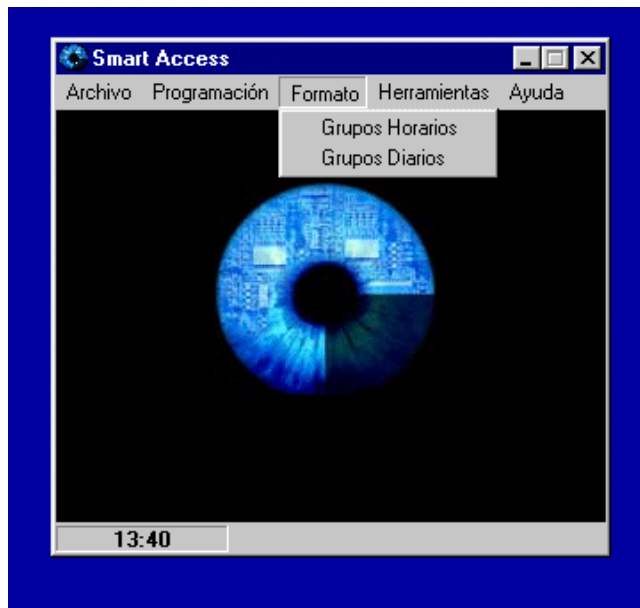 Smart Access
Archivo Programación Formato Herramientas Ayuda
Grupos Horarios
Grupos Diarios
13:40